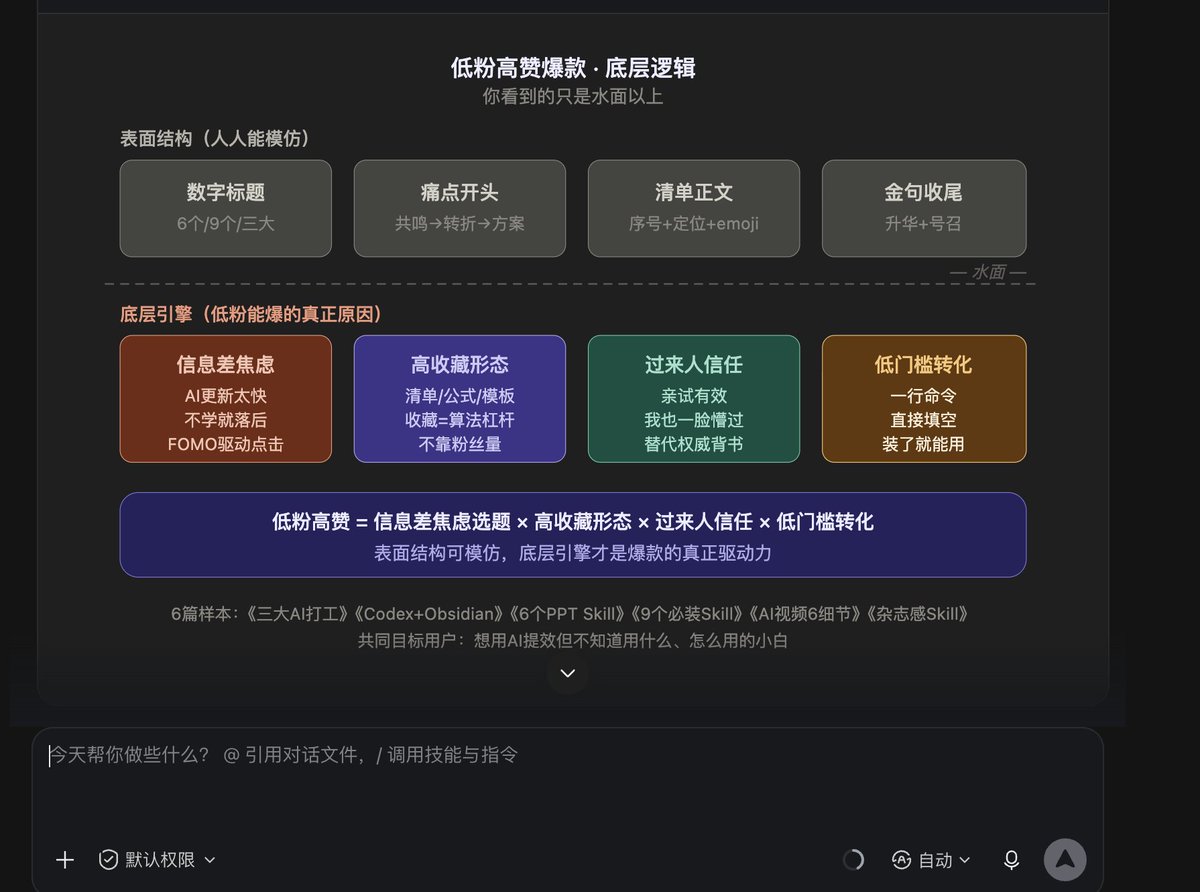 低粉高赞爆款 · 底层逻辑
你看到的只是水面以上
表面结构（人人能模仿）
数字标题
6个/9个/三大
痛点开头
共鸣→转折→方案
清单正文
序号+定位+emoji
金句收尾
升华+号召
— 水面 —
底层引擎（低粉能爆的真正原因）
信息差焦虑
AI更新太快
不学就落后
FOMO驱动点击
高收藏形态
清单/公式/模板
收藏=算法杠杆
不靠粉丝量
过来人信任
亲试有效
我也一脸懵过
替代权威背书
低门槛转化
一行命令
直接填空
装了就能用
低粉高赞 = 信息差焦虑选题 × 高收藏形态 × 过来人信任 × 低门槛转化
表面结构可模仿，底层引擎才是爆款的真正驱动力
6篇样本：《三大AI打工》《Codex+Obsidian》《6个PPT Skill》《9个必装Skill》《AI视频6细节》《杂志感Skill》
共同目标用户：想用AI提效但不知道用什么、怎么用的小白
今天帮你做些什么？ @ 引用对话文件，/ 调用技能与指令
默认权限
自动